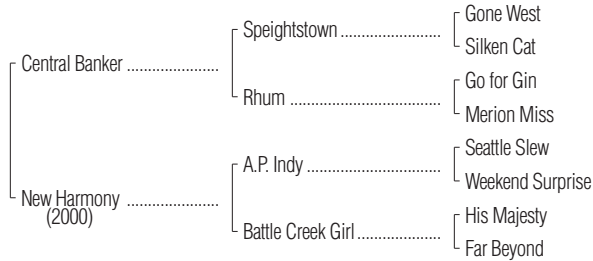 Gone West
Speightstown
Silken Cat
Central Banker
Go for Gin
Rhum
Merion Miss
Seattle Slew
A.P. Indy
Weekend Surprise
New Harmony
(2000)
His Majesty
Battle Creek Girl
Far Beyond